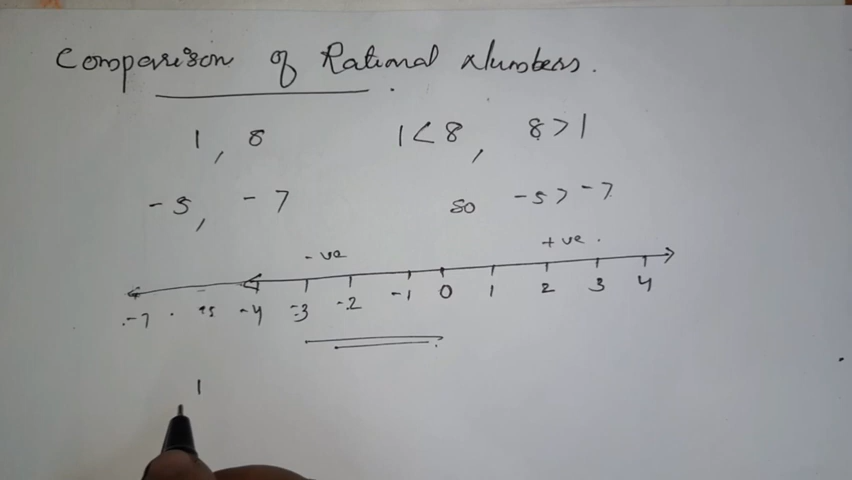 Comparison of Rational Numbers.
1, 8 1<8, 8>1
-5, -7 so -5> -7
-ve +ve.
-7 . -5 -4 -3 -2 -1 0 1 2 3 4
1